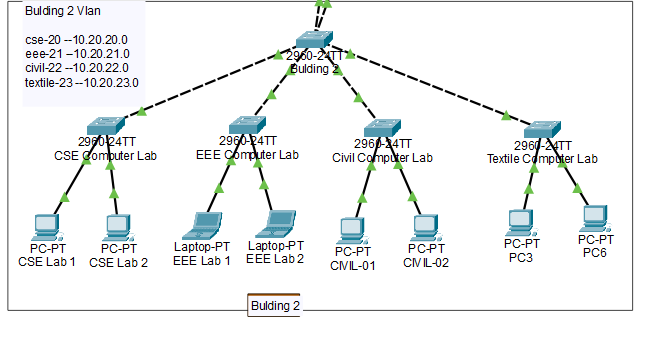 Bulding 2 Vlan
cse-20 --10.20.20.0
eee-21 --10.20.21.0
civil-22 --10.20.22.0
textile-23 --10.20.23.0
2960-24TT
Bulding 2
2960-24TT
CSE Computer Lab
2960-24TT
EEE Computer Lab
2960-24TT
Civil Computer Lab
2960-24TT
Textile Computer Lab
PC-PT
CSE Lab 1
PC-PT
CSE Lab 2
Laptop-PT
EEE Lab 1
Laptop-PT
EEE Lab 2
PC-PT
CIVIL-01
PC-PT
CIVIL-02
PC-PT
PC3
PC-PT
PC6
Bulding 2